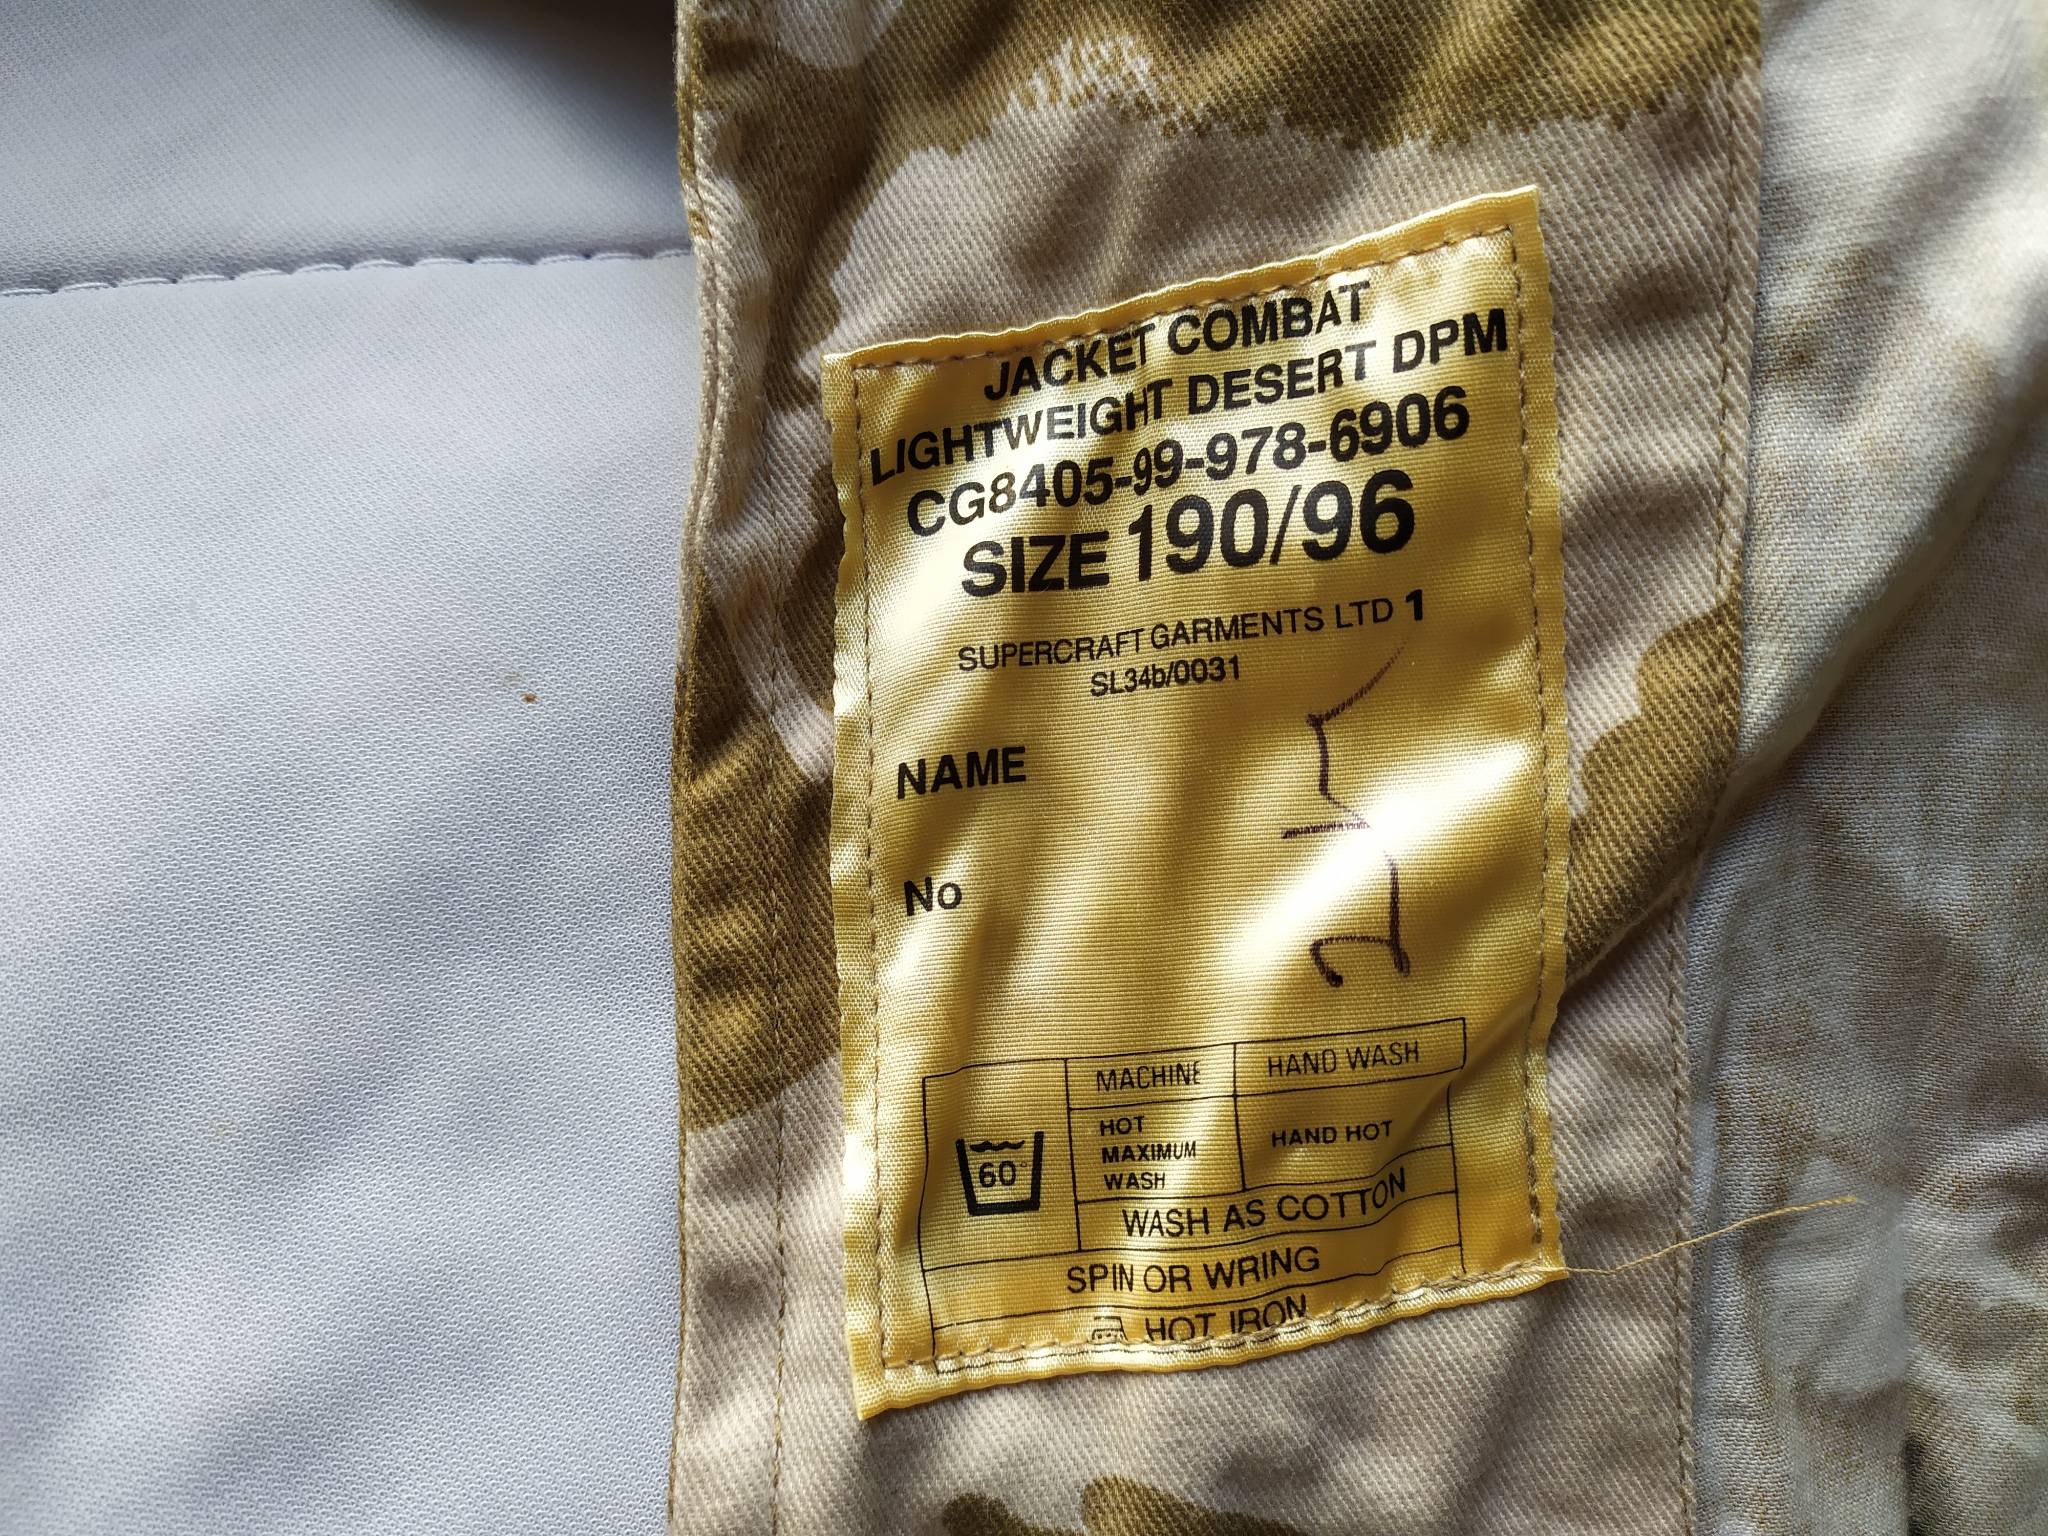 JACKET COMBAT
LIGHTWEIGHT DESERT DPM
CG8405-99-978-6906
SIZE 190/96
SUPERCRAFT GARMENTS LTD 1
SL34b/0031
NAME
No
MACHINE HAND WASH
60° HOT MAXIMUM WASH HAND HOT
WASH AS COTTON
SPIN OR WRING
HOT IRON